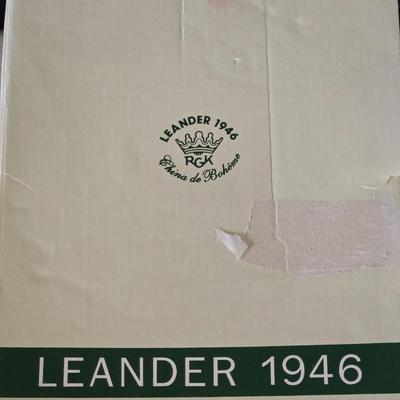 LEANDER 1946
RGK
China de Bohême
LEANDER 1946